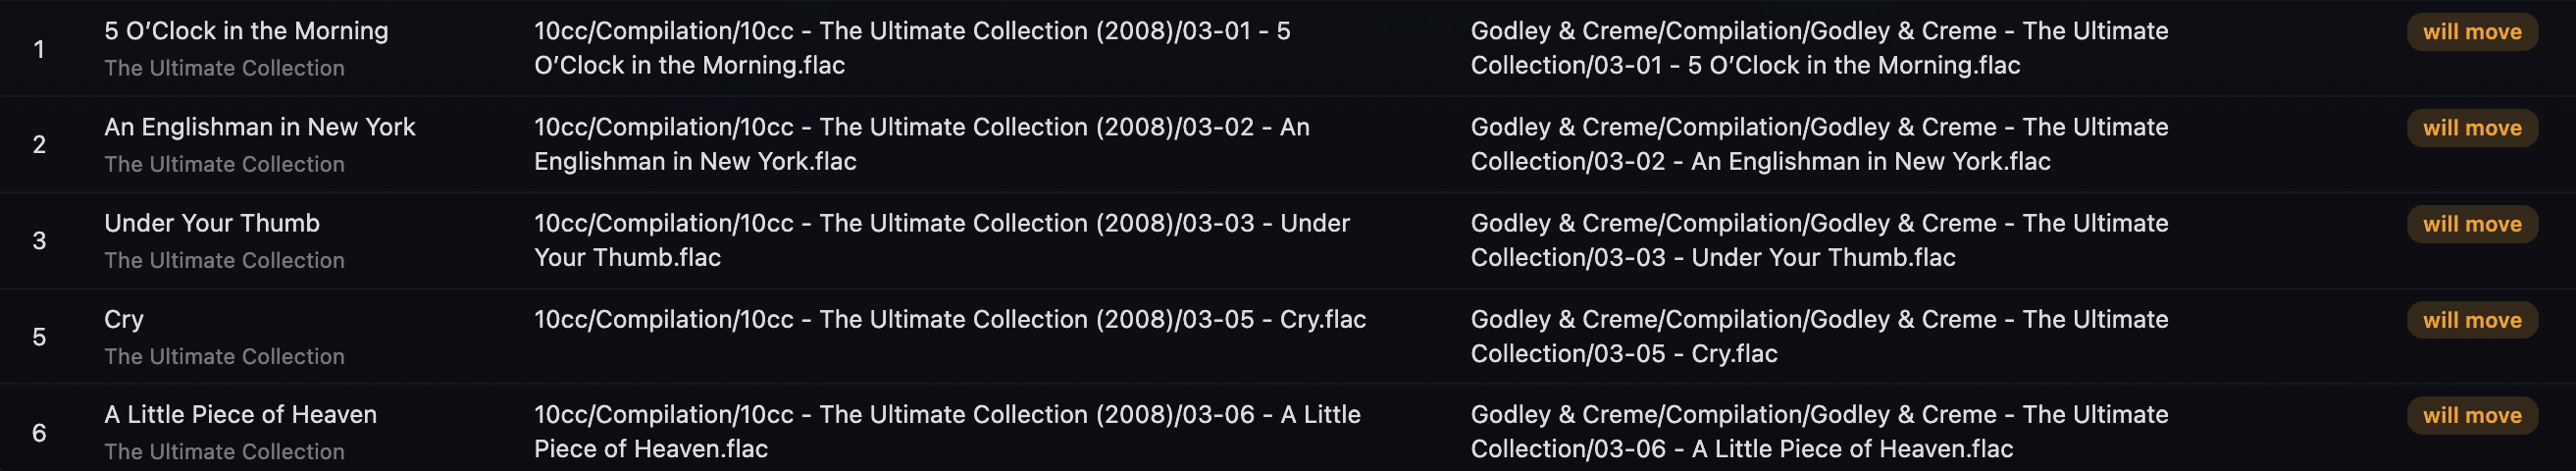 1
5 O’Clock in the Morning
The Ultimate Collection
10cc/Compilation/10cc - The Ultimate Collection (2008)/03-01 - 5
O’Clock in the Morning.flac
Godley & Creme/Compilation/Godley & Creme - The Ultimate
Collection/03-01 - 5 O’Clock in the Morning.flac
will move
2
An Englishman in New York
The Ultimate Collection
10cc/Compilation/10cc - The Ultimate Collection (2008)/03-02 - An
Englishman in New York.flac
Godley & Creme/Compilation/Godley & Creme - The Ultimate
Collection/03-02 - An Englishman in New York.flac
will move
3
Under Your Thumb
The Ultimate Collection
10cc/Compilation/10cc - The Ultimate Collection (2008)/03-03 - Under
Your Thumb.flac
Godley & Creme/Compilation/Godley & Creme - The Ultimate
Collection/03-03 - Under Your Thumb.flac
will move
5
Cry
The Ultimate Collection
10cc/Compilation/10cc - The Ultimate Collection (2008)/03-05 - Cry.flac
Godley & Creme/Compilation/Godley & Creme - The Ultimate
Collection/03-05 - Cry.flac
will move
6
A Little Piece of Heaven
The Ultimate Collection
10cc/Compilation/10cc - The Ultimate Collection (2008)/03-06 - A Little
Piece of Heaven.flac
Godley & Creme/Compilation/Godley & Creme - The Ultimate
Collection/03-06 - A Little Piece of Heaven.flac
will move